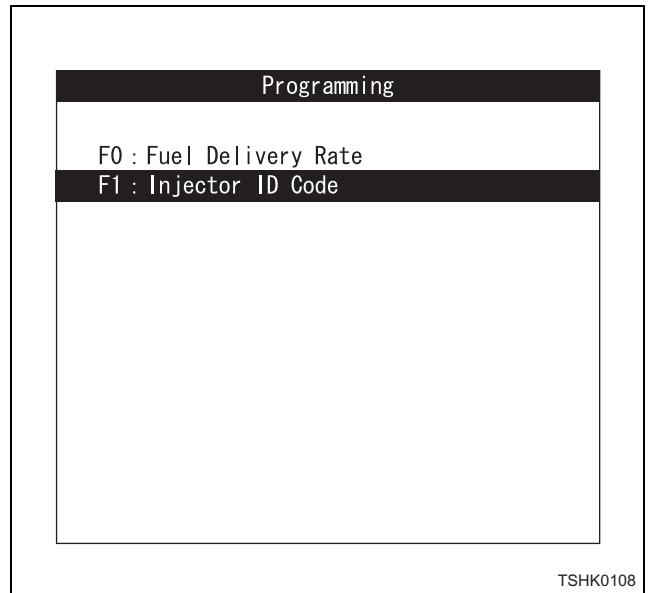 Programming
F0 : Fuel Delivery Rate
F1 : Injector ID Code
TSHK0108